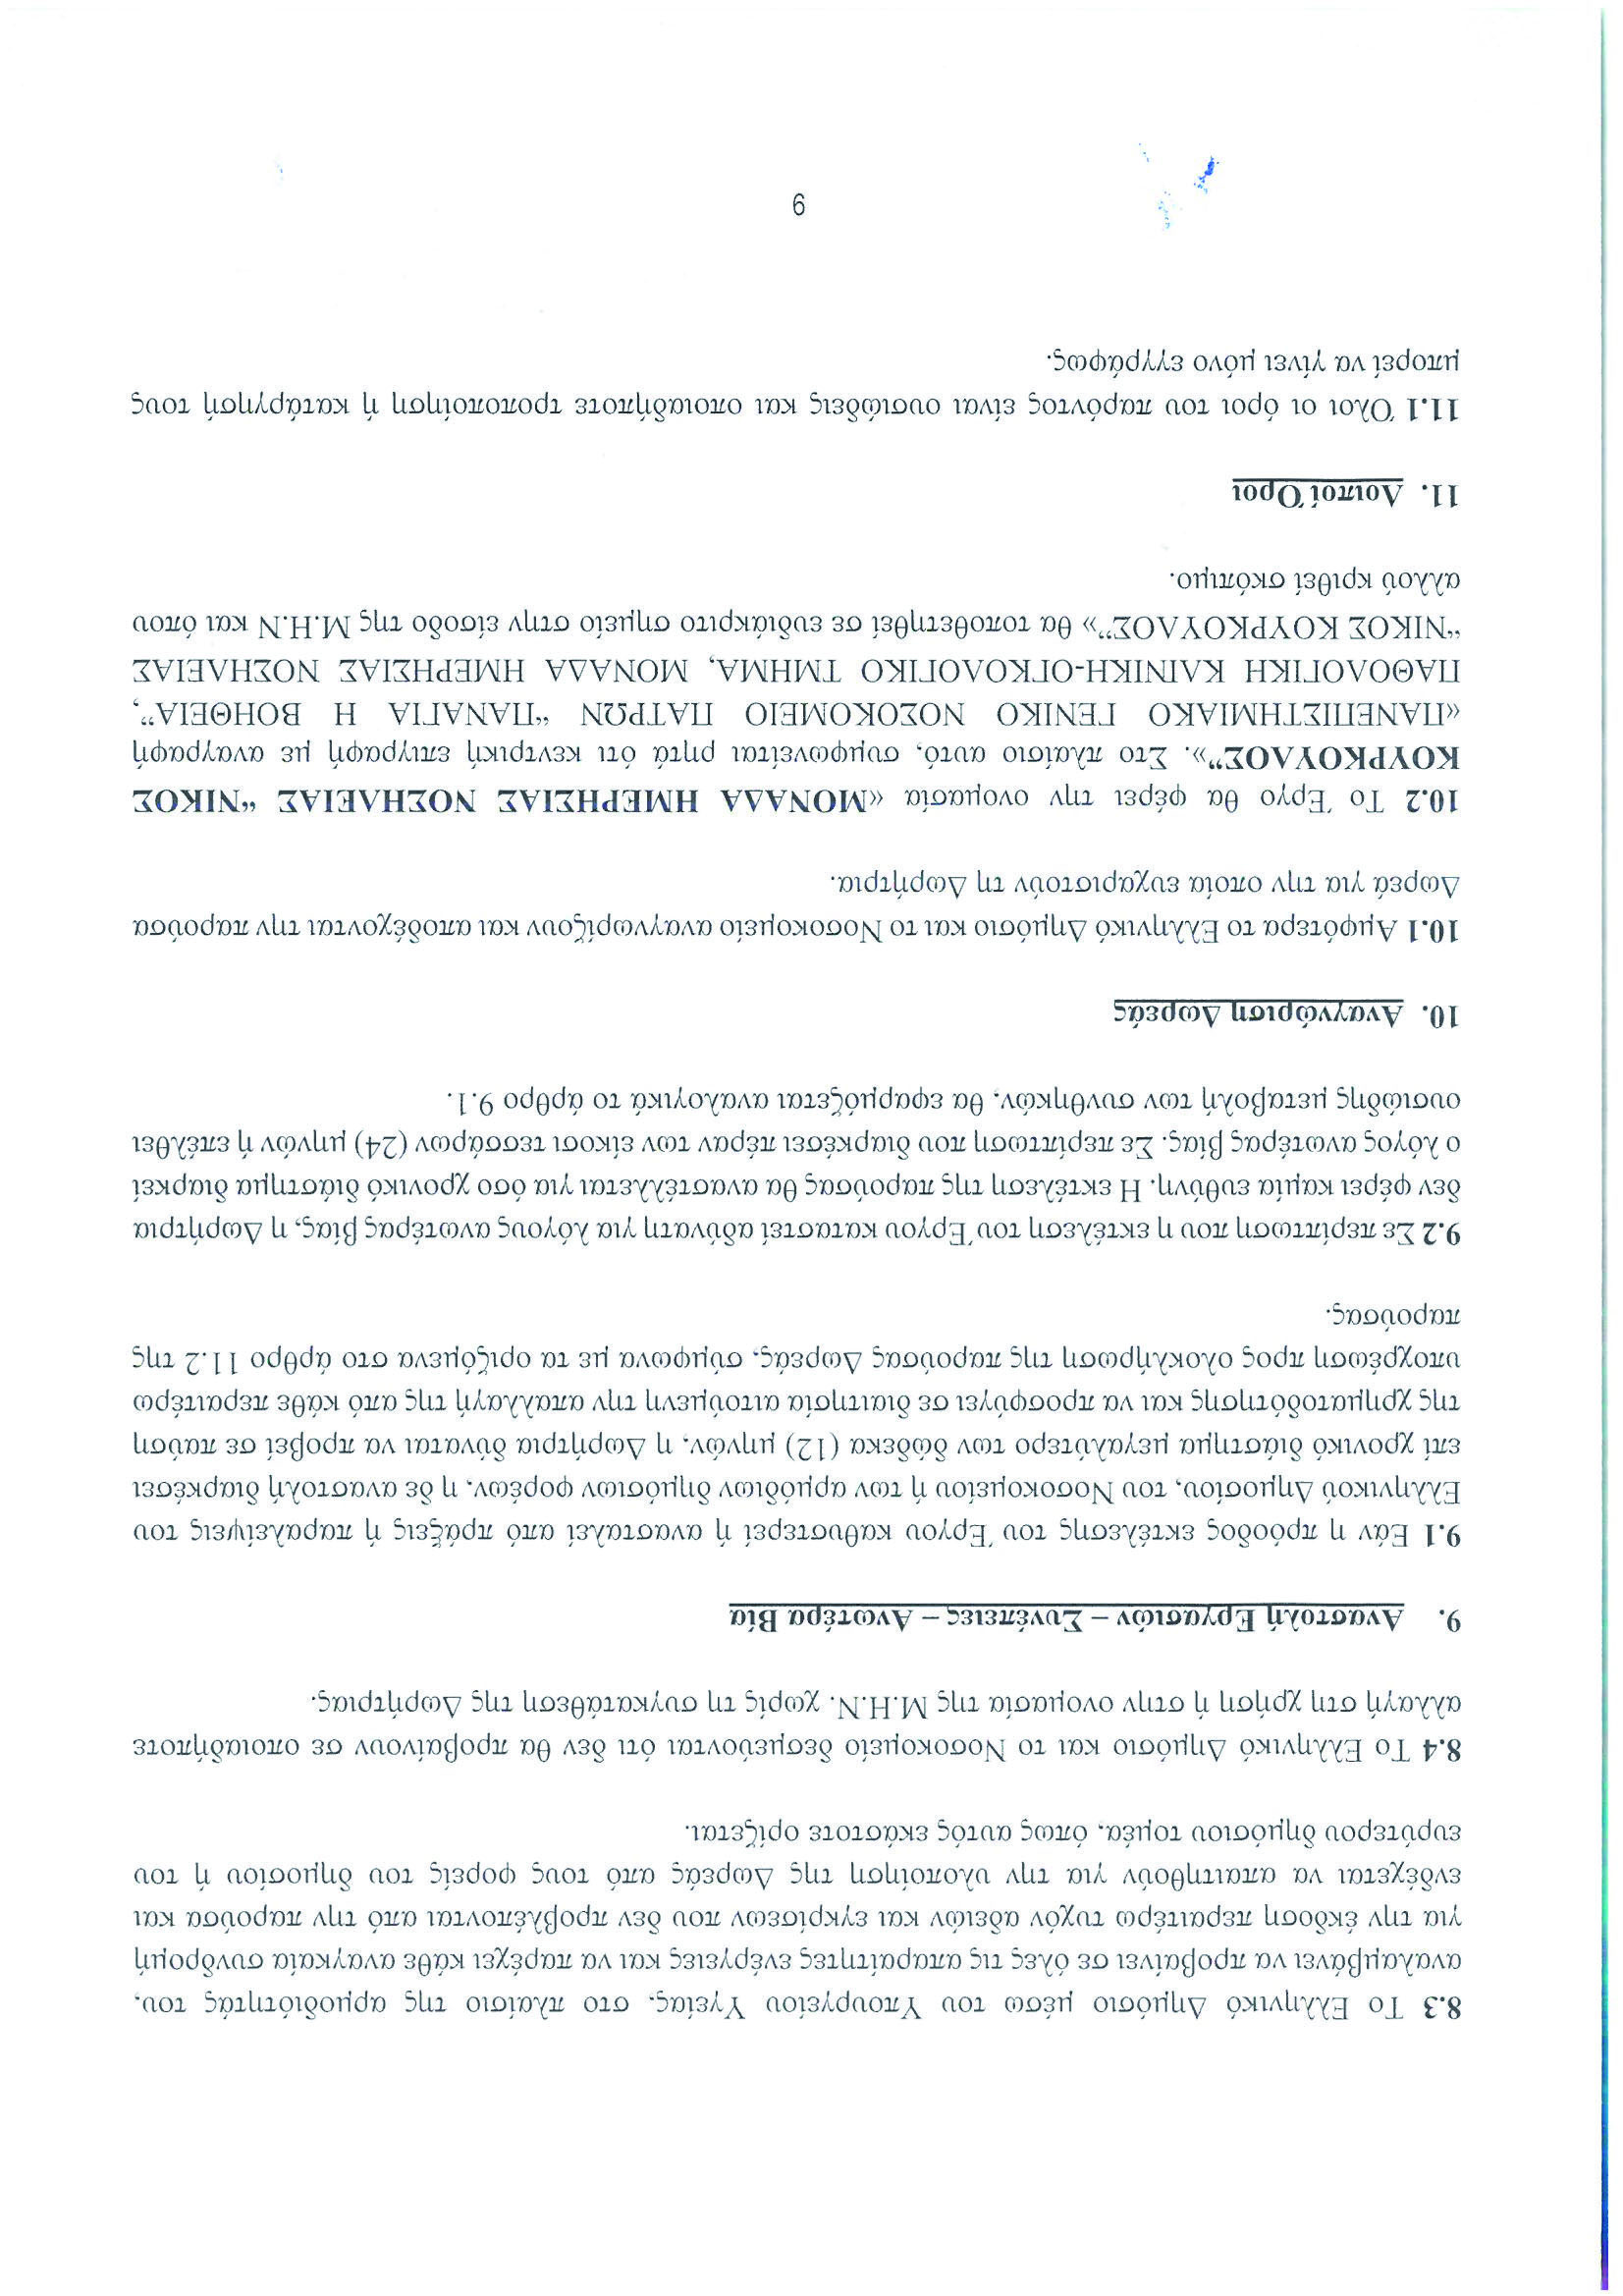 8.3 Το Ελληνικό Δημόσιο μέσω του Υπουργείου Υγείας, στο πλαίσιο της αρμοδιότητάς του,
αναλαμβάνει να προβαίνει σε όλες τις απαραίτητες ενέργειες και να παρέχει κάθε αναγκαία συνδρομή
για την έκδοση περαιτέρω τυχόν αδειών και εγκρίσεων που δεν προβλέπονται από την παρούσα και
ενδέχεται να απαιτηθούν για την υλοποίηση της Δωρεάς από τους φορείς του δημοσίου ή του
ευρύτερου δημόσιου τομέα, όπως αυτός εκάστοτε ορίζεται.
8.4 Το Ελληνικό Δημόσιο και το Νοσοκομείο δεσμεύονται ότι δεν θα προβαίνουν σε οποιαδήποτε
αλλαγή στη χρήση ή στην ονομασία της Μ.Η.Ν. χωρίς τη συγκατάθεση της Δωρήτριας.
9. Αναστολή Εργασιών – Συνέπειες – Ανωτέρα Βία
9.1 Εάν η πρόοδος εκτέλεσης του Έργου καθυστερεί ή ανασταλεί από πράξεις ή παραλείψεις του
Ελληνικού Δημοσίου, του Νοσοκομείου ή των αρμόδιων δημόσιων φορέων, η δε αναστολή διαρκέσει
επί χρονικό διάστημα μεγαλύτερο των δώδεκα (12) μηνών, η Δωρήτρια δύναται να προβεί σε παύση
της χρηματοδότησης και να προσφύγει σε διαιτησία αιτούμενη την απαλλαγή της από κάθε περαιτέρω
υποχρέωση προς ολοκλήρωση της παρούσας Δωρεάς, σύμφωνα με τα οριζόμενα στο άρθρο 11.2 της
παρούσας.
9.2 Σε περίπτωση που η εκτέλεση του Έργου καταστεί αδύνατη για λόγους ανωτέρας βίας, η Δωρήτρια
δεν φέρει καμία ευθύνη. Η εκτέλεση της παρούσας θα αναστέλλεται για όσο χρονικό διάστημα διαρκεί
ο λόγος ανωτέρας βίας. Σε περίπτωση που διαρκέσει πέραν των είκοσι τεσσάρων (24) μηνών ή επέλθει
ουσιώδης μεταβολή των συνθηκών, θα εφαρμόζεται αναλογικά το άρθρο 9.1.
10. Αναγνώριση Δωρεάς
10.1 Αμφότερα το Ελληνικό Δημόσιο και το Νοσοκομείο αναγνωρίζουν και αποδέχονται την παρούσα
Δωρεά για την οποία ευχαριστούν τη Δωρήτρια.
10.2 Το Έργο θα φέρει την ονομασία «ΜΟΝΑΔΑ ΗΜΕΡΗΣΙΑΣ ΝΟΣΗΛΕΙΑΣ “ΝΙΚΟΣ
ΚΟΥΡΚΟΥΛΟΣ”». Στο πλαίσιο αυτό, συμφωνείται ρητά ότι κεντρική επιγραφή με αναγραφή
«ΠΑΝΕΠΙΣΤΗΜΙΑΚΟ ΓΕΝΙΚΟ ΝΟΣΟΚΟΜΕΙΟ ΠΑΤΡΩΝ “ΠΑΝΑΓΙΑ Η ΒΟΗΘΕΙΑ”,
ΠΑΘΟΛΟΓΙΚΗ ΚΛΙΝΙΚΗ-ΟΓΚΟΛΟΓΙΚΟ ΤΜΗΜΑ, ΜΟΝΑΔΑ ΗΜΕΡΗΣΙΑΣ ΝΟΣΗΛΕΙΑΣ
“ΝΙΚΟΣ ΚΟΥΡΚΟΥΛΟΣ”» θα τοποθετηθεί σε ευδιάκριτο σημείο στην είσοδο της Μ.Η.Ν και όπου
αλλού κριθεί σκόπιμο.
11. Λοιποί Όροι
11.1 Όλοι οι όροι του παρόντος είναι ουσιώδεις και οποιαδήποτε τροποποίηση ή κατάργησή τους
μπορεί να γίνει μόνο εγγράφως.
9